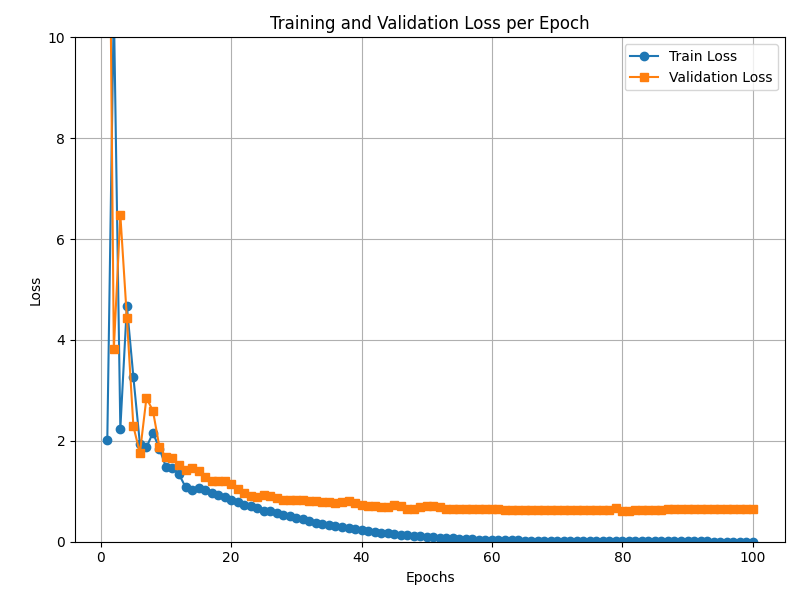 Training and Validation Loss per Epoch
Train Loss
Validation Loss
Loss
10
8
6
4
2
0
0 20 40 60 80 100
Epochs